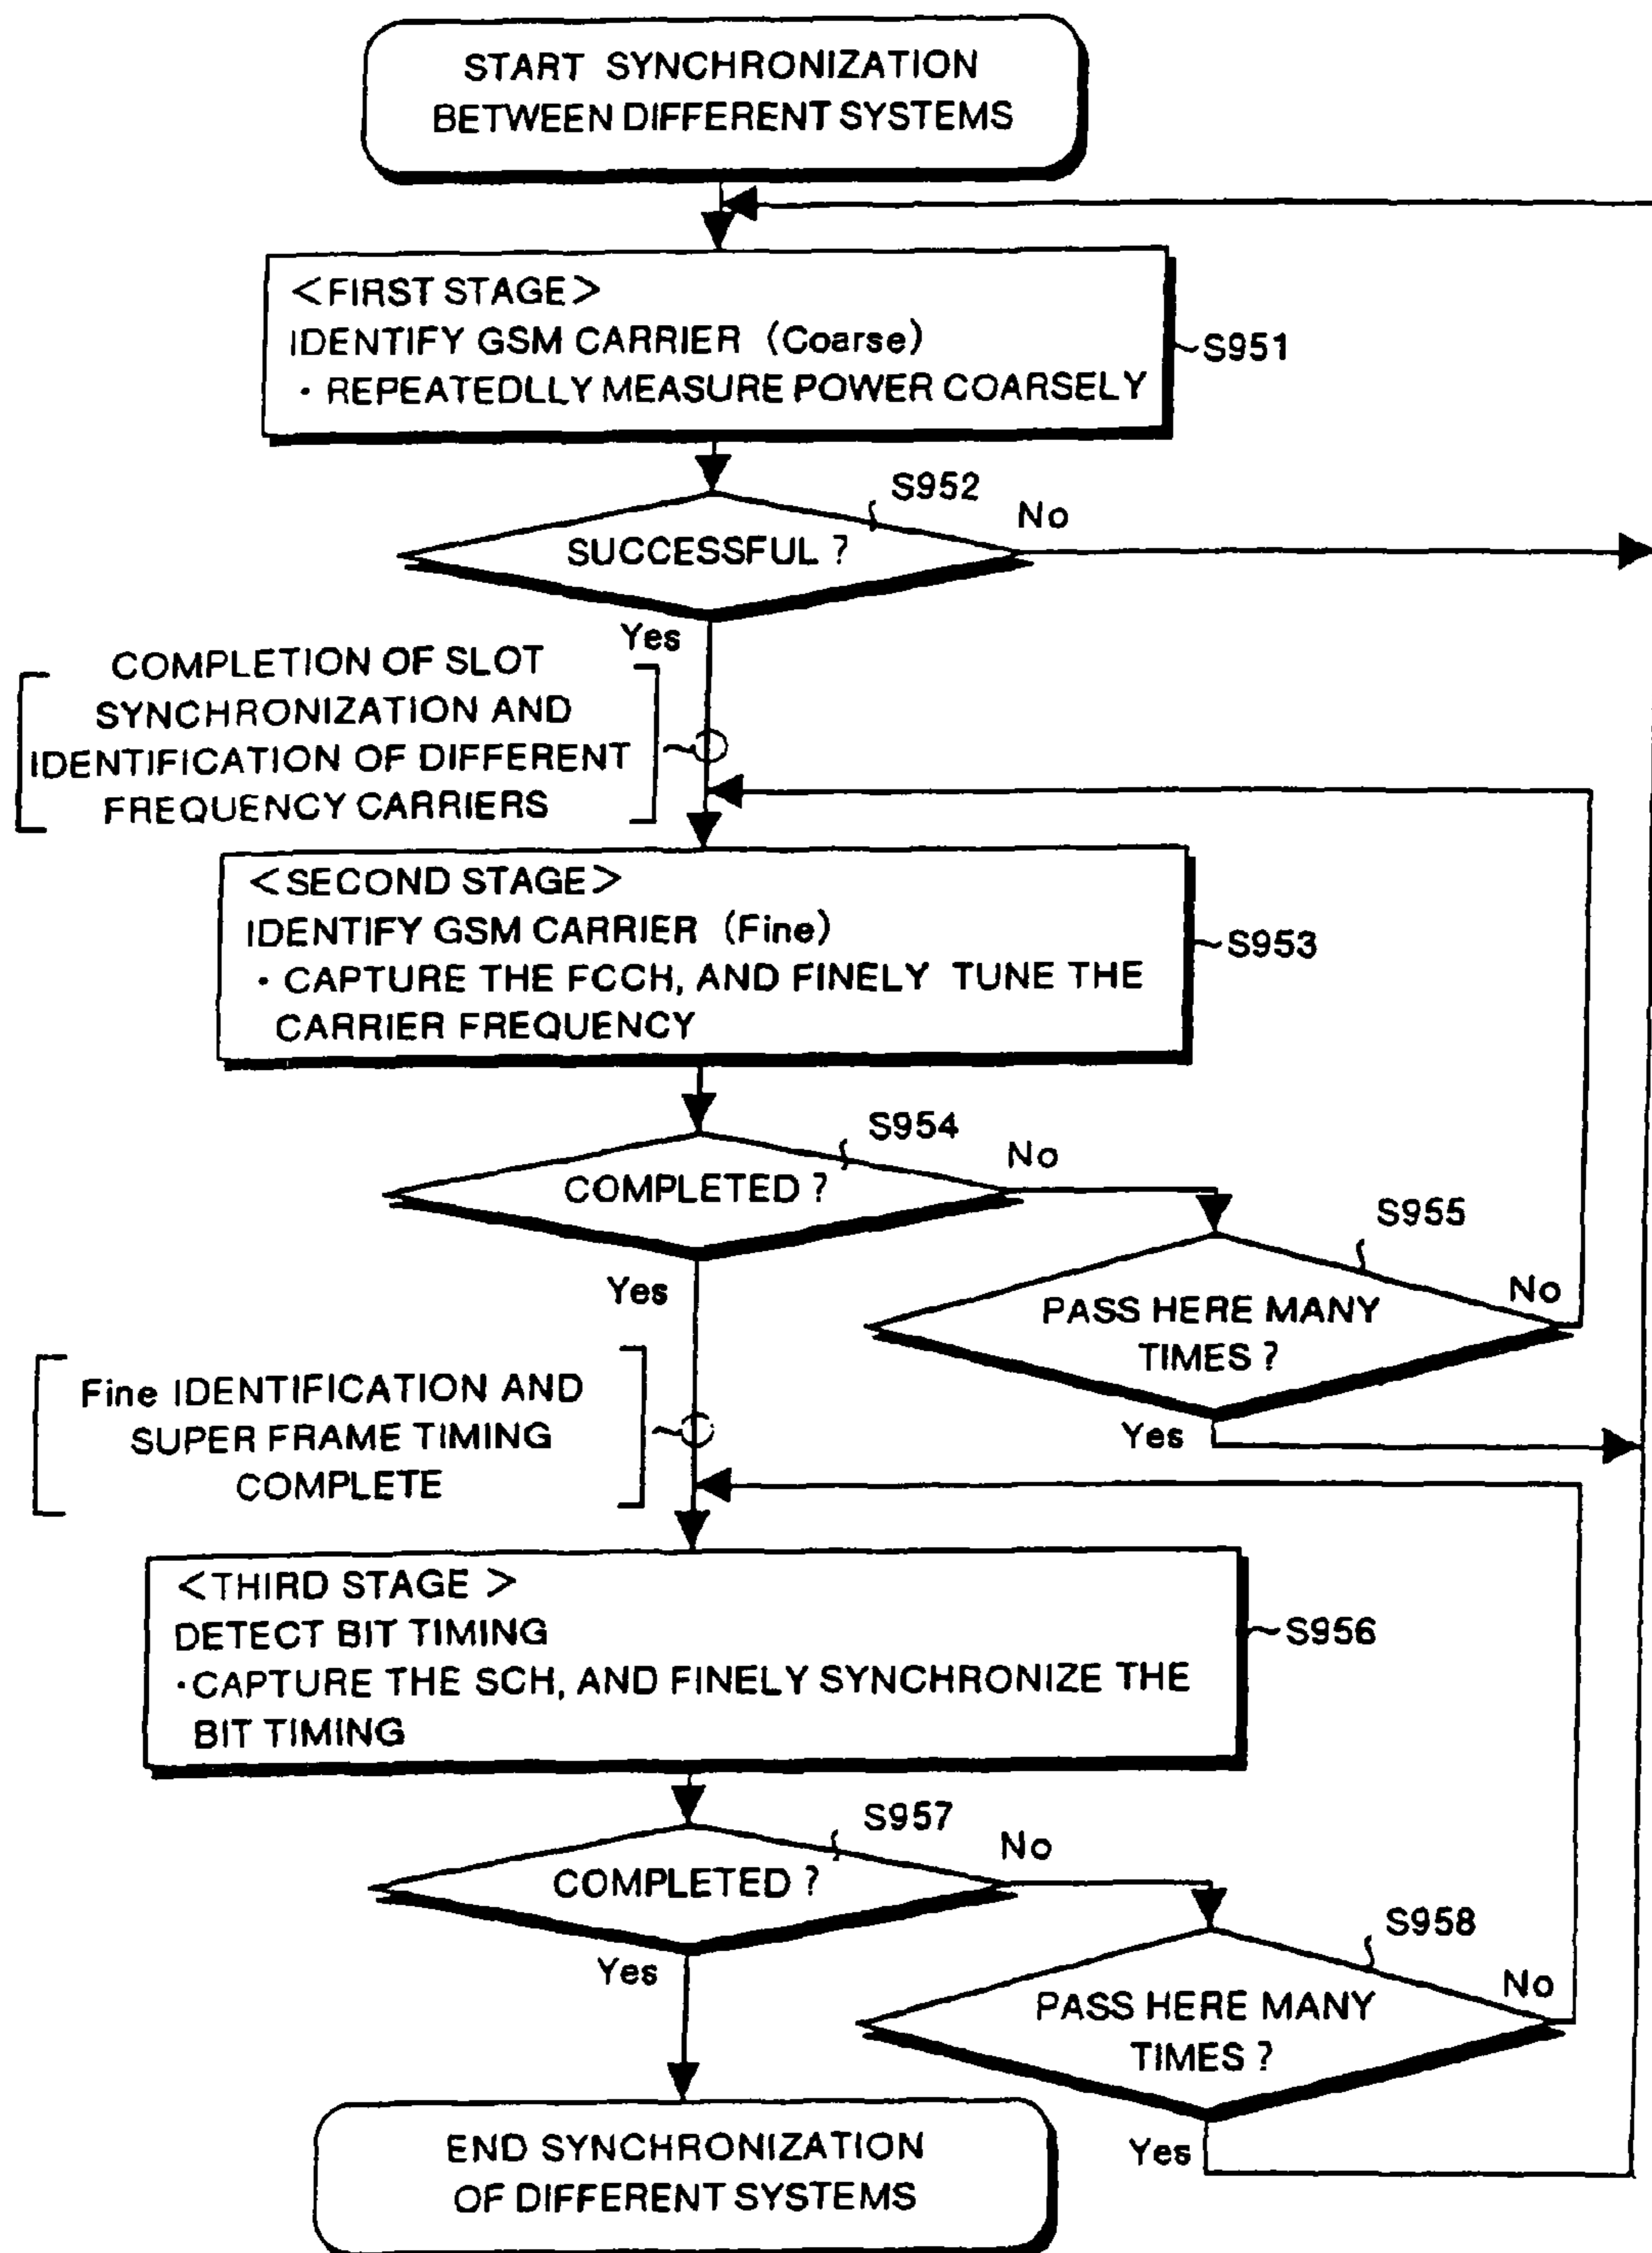 START SYNCHRONIZATION
BETWEEN DIFFERENT SYSTEMS
<FIRST STAGE>
IDENTIFY GSM CARRIER (Coarse)
· REPEATEDLLY MEASURE POWER COARSELY
S951
S952
No
SUCCESSFUL ?
Yes
COMPLETION OF SLOT
SYNCHRONIZATION AND
IDENTIFICATION OF DIFFERENT
FREQUENCY CARRIERS
<SECOND STAGE>
IDENTIFY GSM CARRIER (Fine)
· CAPTURE THE FCCH, AND FINELY TUNE THE
CARRIER FREQUENCY
S953
S954
No
COMPLETED ?
Yes
S955
No
PASS HERE MANY
TIMES ?
Yes
Fine IDENTIFICATION AND
SUPER FRAME TIMING
COMPLETE
<THIRD STAGE >
DETECT BIT TIMING
· CAPTURE THE SCH, AND FINELY SYNCHRONIZE THE
BIT TIMING
S956
S957
No
COMPLETED ?
Yes
S958
No
PASS HERE MANY
TIMES ?
Yes
END SYNCHRONIZATION
OF DIFFERENT SYSTEMS